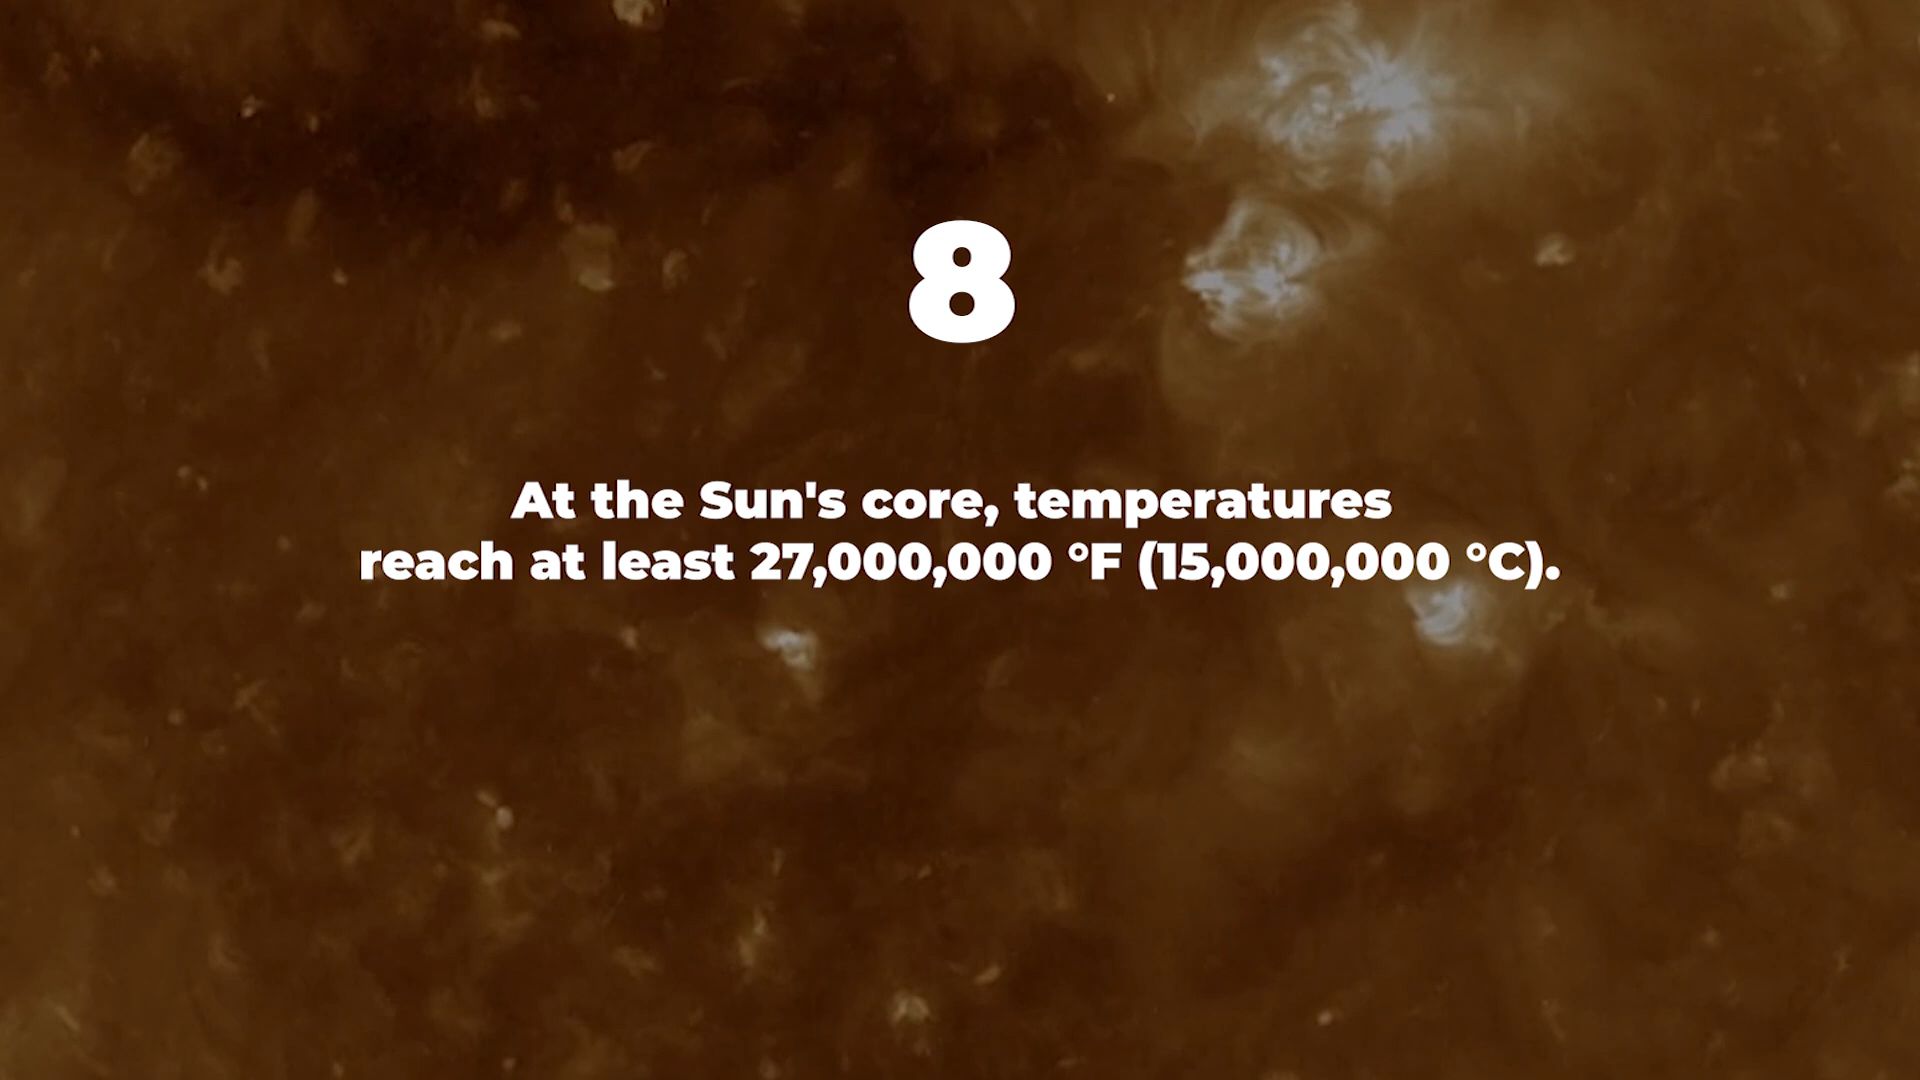 8
At the Sun's core, temperatures
reach at least 27,000,000 °F (15,000,000 °C).